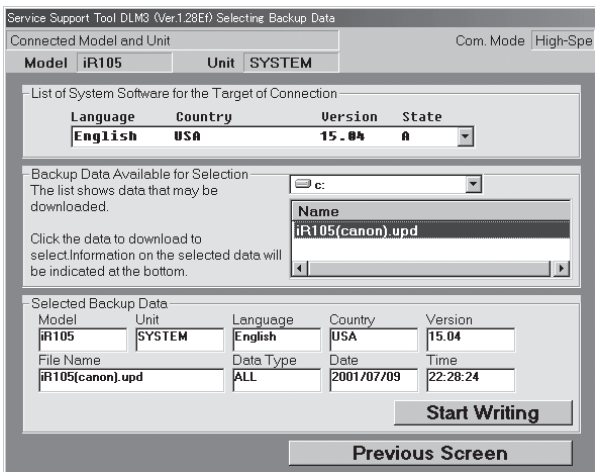 Service Support Tool DLM3 (Ver.1.28Ef) Selecting Backup Data
Connected Model and Unit
Com. Mode High-Spe
Model iR105 Unit SYSTEM
List of System Software for the Target of Connection
Language Country Version State
English USA 15.04 A
Backup Data Available for Selection
The list shows data that may be
downloaded.
c:
Name
iR105(canon).upd
Click the data to download to
select.Information on the selected data will
be indicated at the bottom.
Selected Backup Data
Model Unit Language Country Version
iR105 SYSTEM English USA 15.04
File Name Data Type Date Time
iR105(canon).upd ALL 2001/07/09 22:28:24
Start Writing
Previous Screen